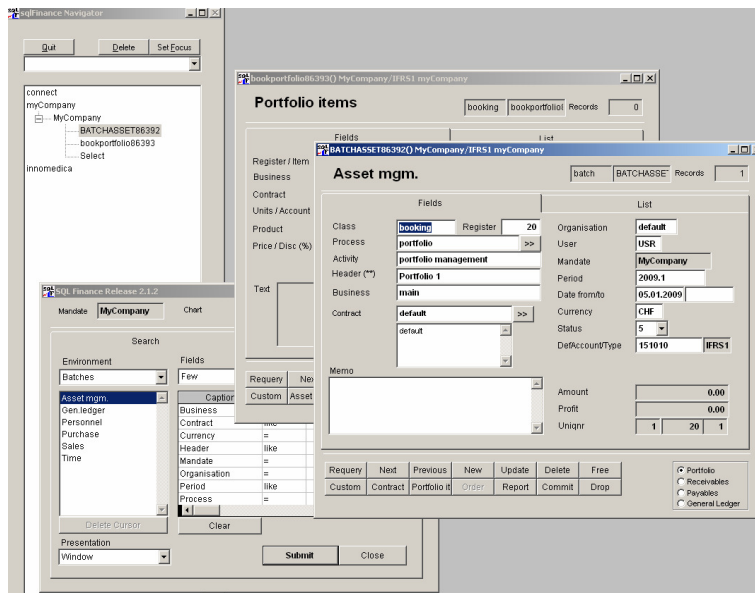 sqlFinance Navigator
Quit Delete Set Focus
connect
myCompany
MyCompany
BATCHASSET86392
bookportfolio86393
Select
innomedica
bookportfolio86393() MyCompany/IFRS1 myCompany
Portfolio items
booking bookportfoliol Records 0
Fields List
Register / Item
Business
Contract
Units / Account
Product
Price / Disc (%)
Text
Requery
Custom Asset
BATCHASSET86392() MyCompany/IFRS1 myCompany
Asset mgm.
batch BATCHASSE Records 1
Fields List
Class booking Register 20
Process portfolio >>
Activity portfolio management
Header (**) Portfolio 1
Business main
Contract default >>
default
Memo
Organisation default
User USR
Mandate MyCompany
Period 2009.1
Date from/to 05.01.2009
Currency CHF
Status 5
DefAccount/Type 151010 IFRS1
Amount 0.00
Profit 0.00
Uniqnr 1 20 1
Requery Next Previous New Update Delete Free
Custom Contract Portfolio it Order Report Commit Drop
Portfolio
Receivables
Payables
General Ledger
SQL Finance Release 2.1.2
Mandate MyCompany Chart
Search
Environment Fields
Batches Few
Asset mgm.
Gen.ledger
Personnel
Purchase
Sales
Time
Caption
Business
Contract like
Currency =
Header like
Mandate =
Organisation =
Period like
Process =
Delete Cursor Clear
Presentation
Window Submit Close